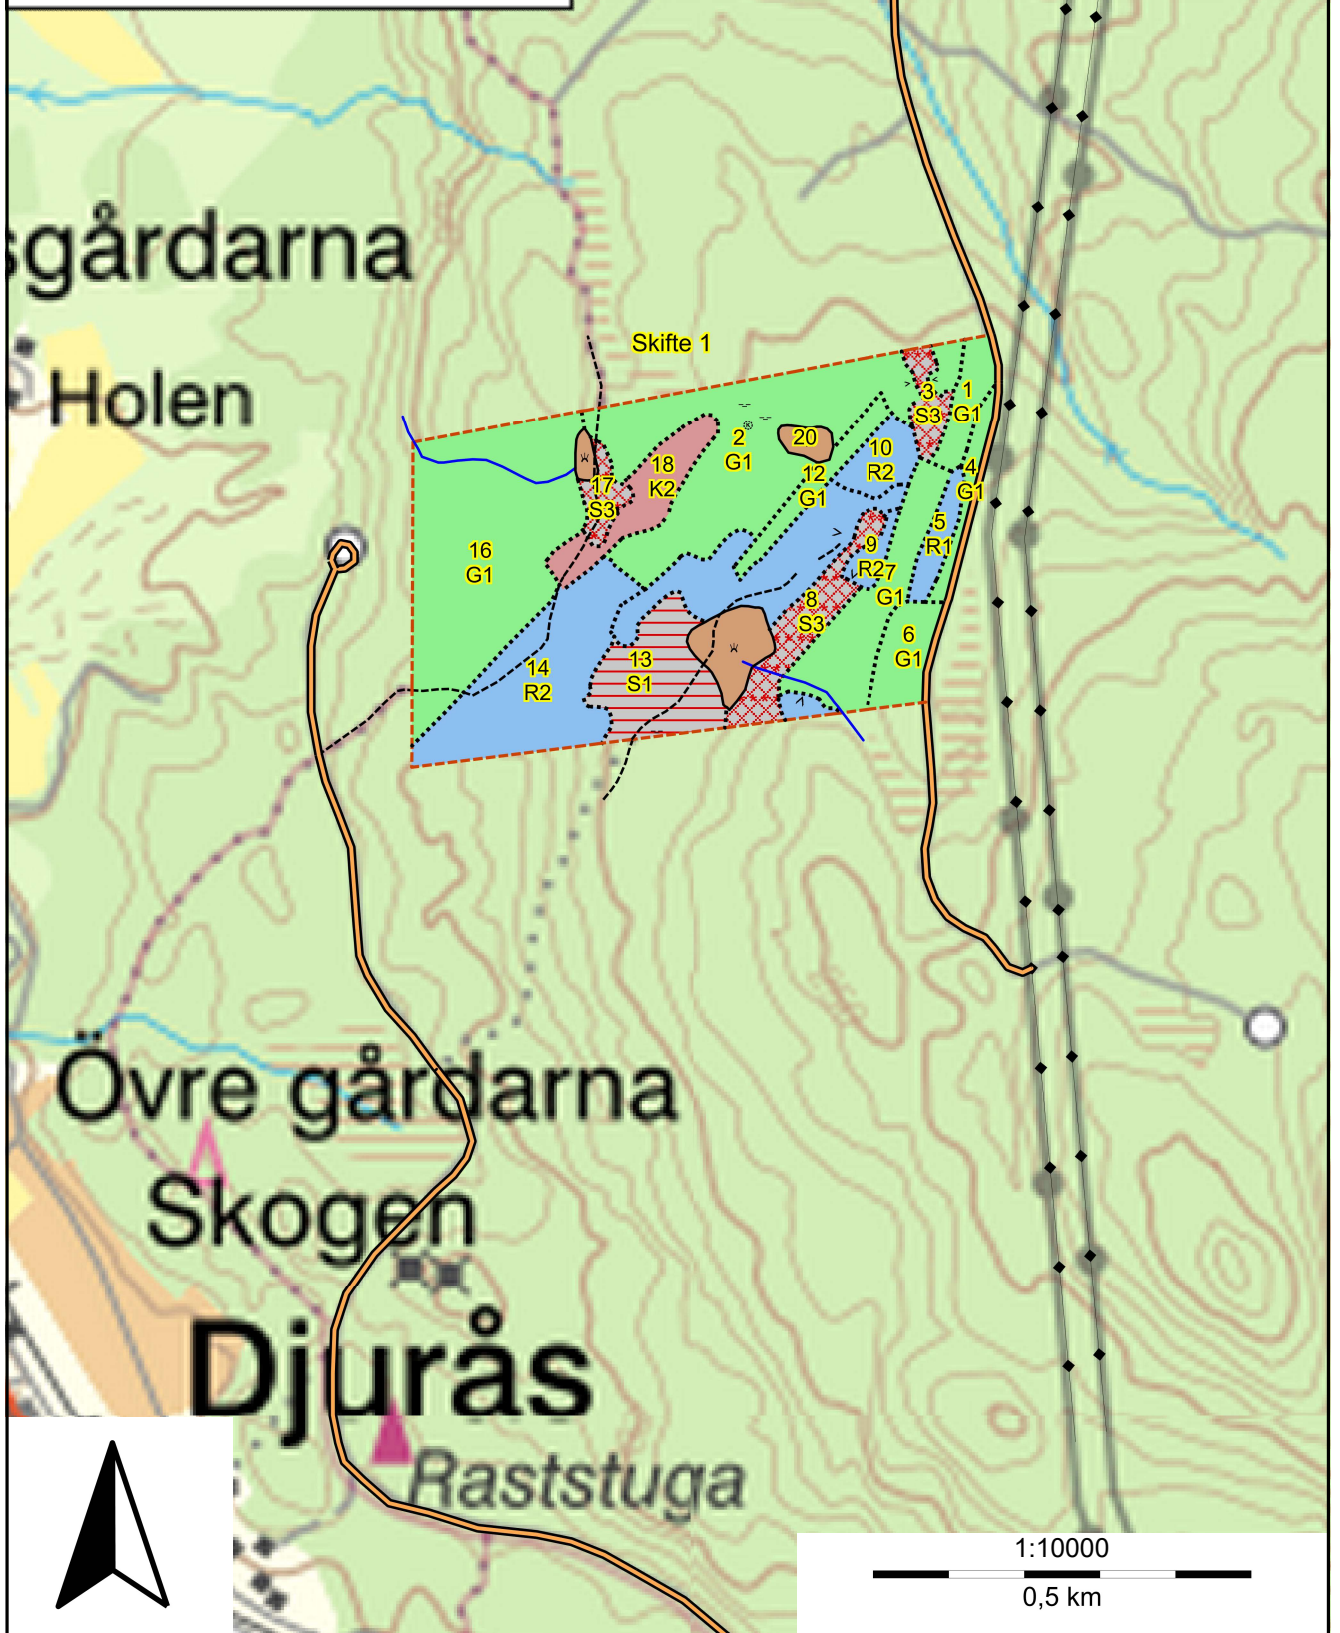 sgårdarna
Skifte 1
Holen
3
S3
1
G1
2
G1
20
10
R2
18
K2
12
G1
4
G1
17
S3
5
R1
16
G1
9
R2
7
G1
8
S3
6
G1
13
S1
14
R2
Övre gårdarna
Skogen
Djurås
Raststuga
1:10000
0,5 km